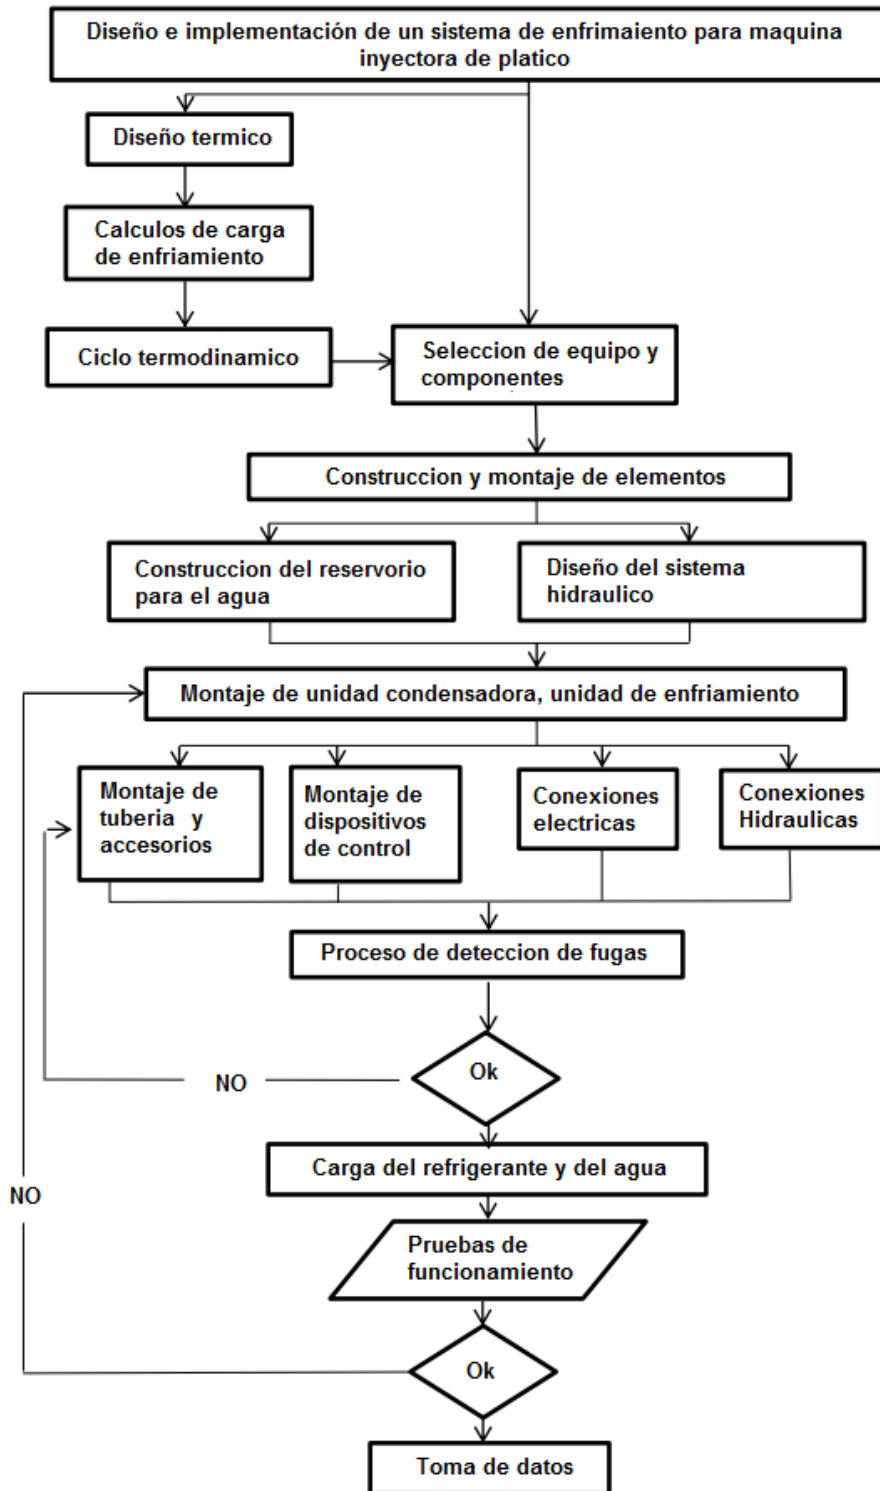 Diseño e implementación de un sistema de enfrimaiento para maquina
inyectora de platico
Diseño termico
Calculos de carga
de enfriamiento
Ciclo termodinamico
Seleccion de equipo y
componentes
Construccion y montaje de elementos
Construccion del reservorio
para el agua
Diseño del sistema
hidraulico
Montaje de unidad condensadora, unidad de enfriamiento
Montaje de
tuberia y
accesorios
Montaje de
dispositivos
de control
Conexiones
electricas
Conexiones
Hidraulicas
Proceso de deteccion de fugas
Ok
NO
Carga del refrigerante y del agua
NO
Pruebas de
funcionamiento
Ok
Toma de datos